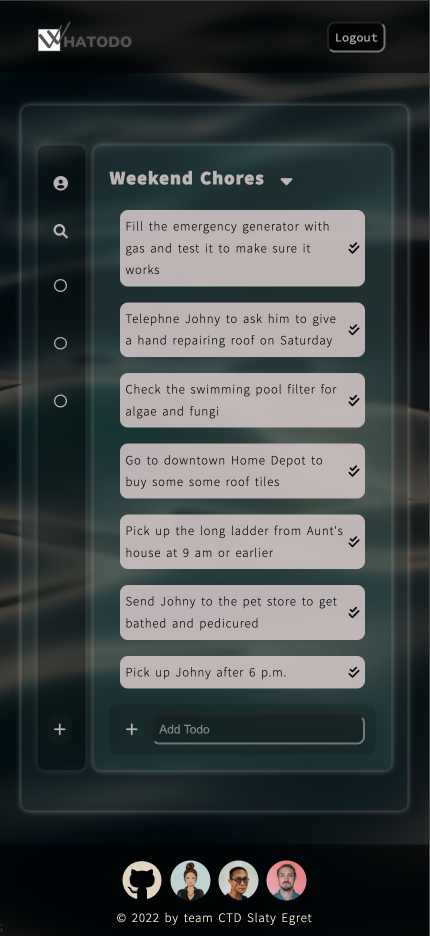 WHATODO
Logout
Weekend Chores
Fill the emergency generator with
gas and test it to make sure it
works
Telephne Johny to ask him to give
a hand repairing roof on Saturday
Check the swimming pool filter for
algae and fungi
Go to downtown Home Depot to
buy some some roof tiles
Pick up the long ladder from Aunt's
house at 9 am or earlier
Send Johny to the pet store to get
bathed and pedicured
Pick up Johny after 6 p.m.
Add Todo
© 2022 by team CTD Slaty Egret